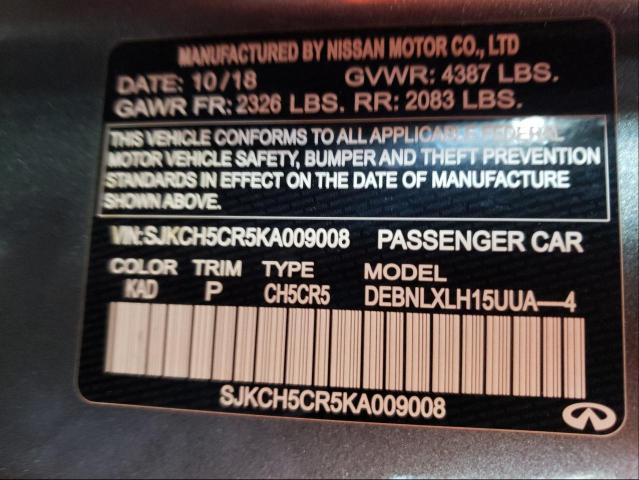 MANUFACTURED BY NISSAN MOTOR CO., LTD
DATE: 10/18 GVWR: 4387 LBS.
GAWR FR: 2326 LBS. RR: 2083 LBS.
THIS VEHICLE CONFORMS TO ALL APPLICABLE FEDERAL
MOTOR VEHICLE SAFETY, BUMPER AND THEFT PREVENTION
STANDARDS IN EFFECT ON THE DATE OF MANUFACTURE
SHOWN ABOVE.
VIN:SJKCH5CR5KA009008 PASSENGER CAR
COLOR TRIM TYPE MODEL
KAD P CH5CR5 DEBNLXLH15UUA—4
SJKCH5CR5KA009008